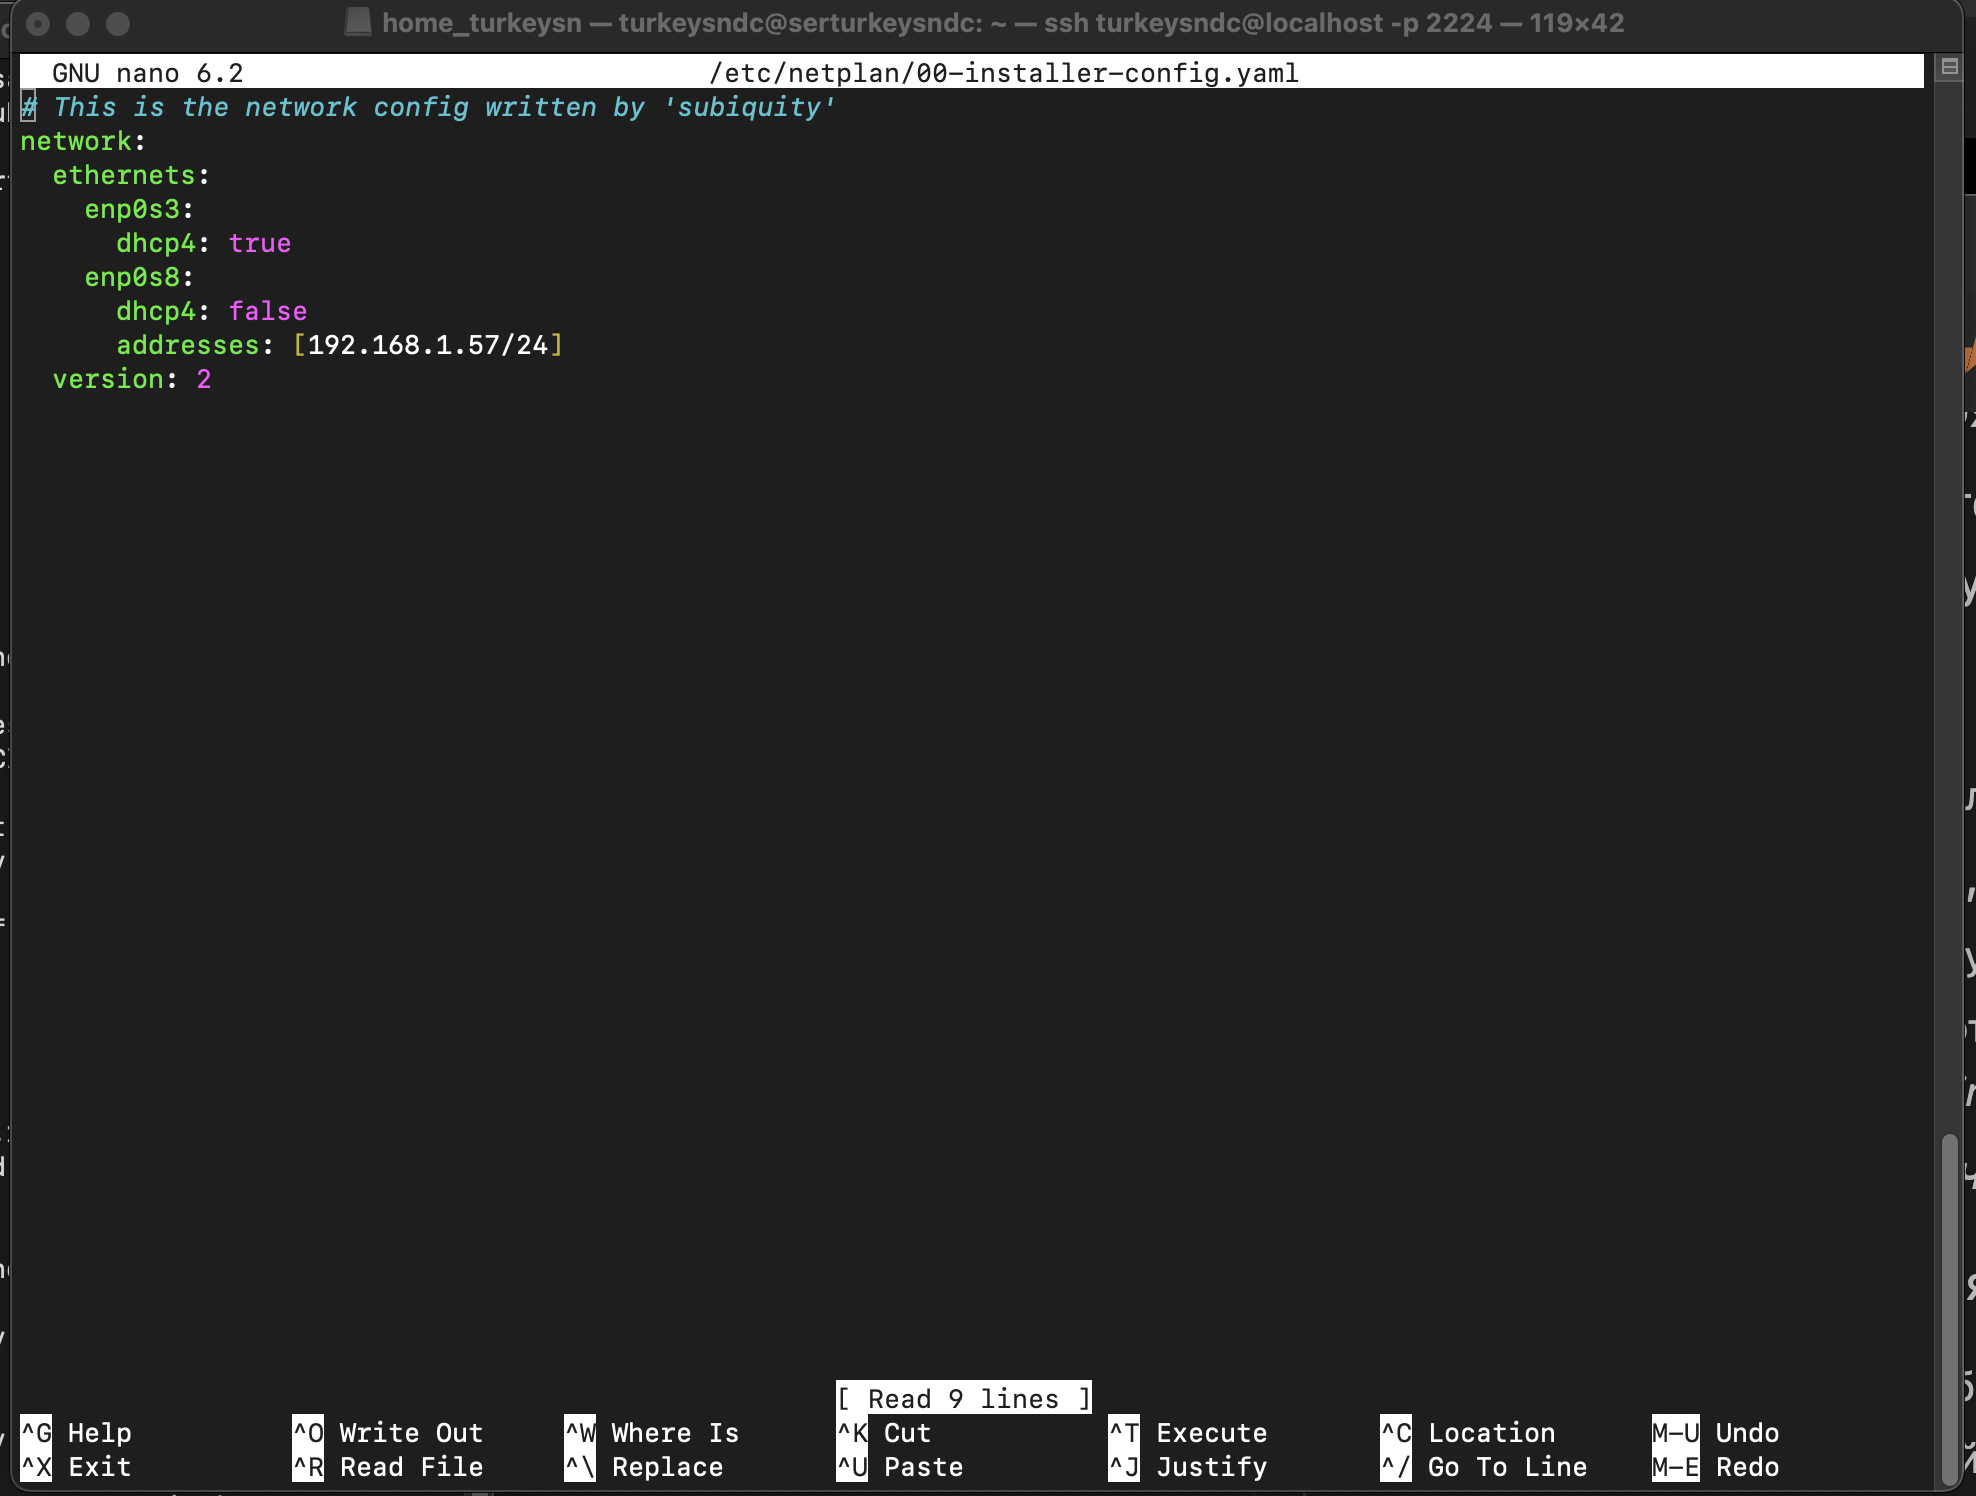 home_turkeysn — turkeysndc@serturkeysndc: ~ — ssh turkeysndc@localhost -p 2224 — 119×42
GNU nano 6.2 /etc/netplan/00-installer-config.yaml
# This is the network config written by 'subiquity'
network:
  ethernets:
    enp0s3:
      dhcp4: true
    enp0s8:
      dhcp4: false
      addresses: [192.168.1.57/24]
  version: 2
[ Read 9 lines ]
^G Help ^O Write Out ^W Where Is ^K Cut ^T Execute ^C Location M-U Undo
^X Exit ^R Read File ^\ Replace ^U Paste ^J Justify ^/ Go To Line M-E Redo